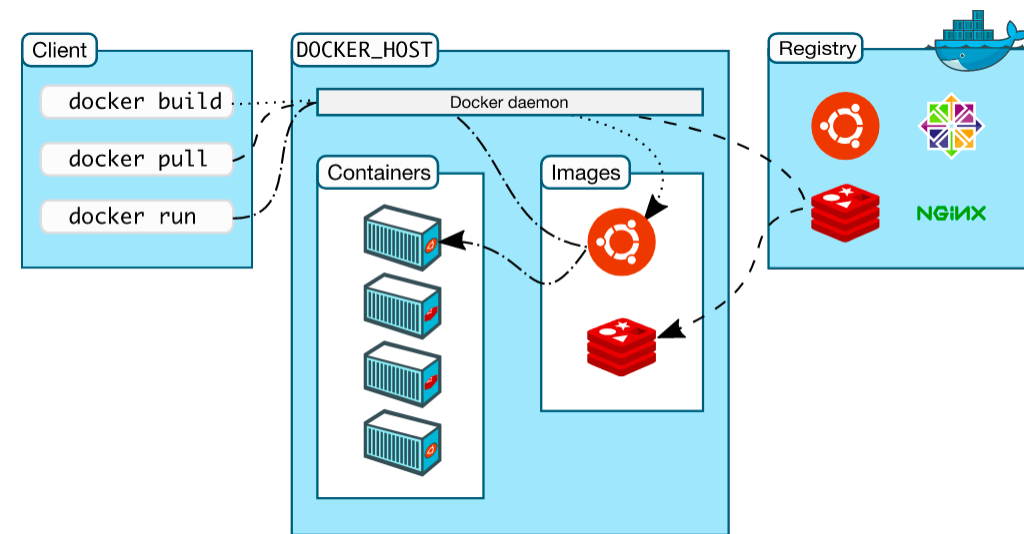 Client
docker build
docker pull
docker run
DOCKER_HOST
Docker daemon
Containers
Images
Registry
NGINX